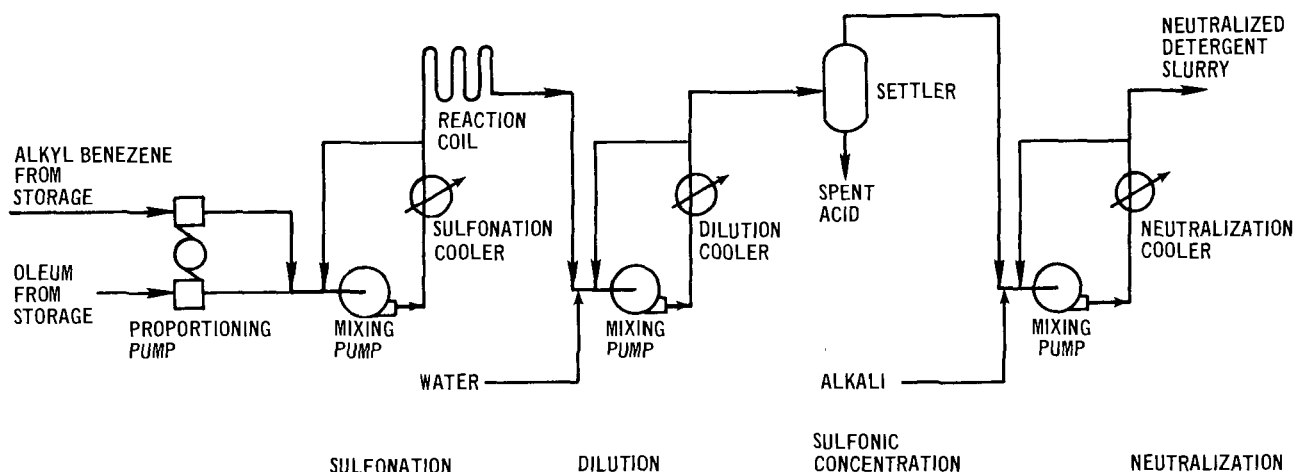 NEUTRALIZED
DETERGENT
SLURRY
SETTLER
REACTION
COIL
ALKYL BENEZENE
FROM
STORAGE
SPENT
ACID
SULFONATION
COOLER
DILUTION
COOLER
NEUTRALIZATION
COOLER
OLEUM
FROM
STORAGE
PROPORTIONING
PUMP
MIXING
PUMP
MIXING
PUMP
MIXING
PUMP
WATER
ALKALI
SULFONATION
DILUTION
SULFONIC
CONCENTRATION
NEUTRALIZATION